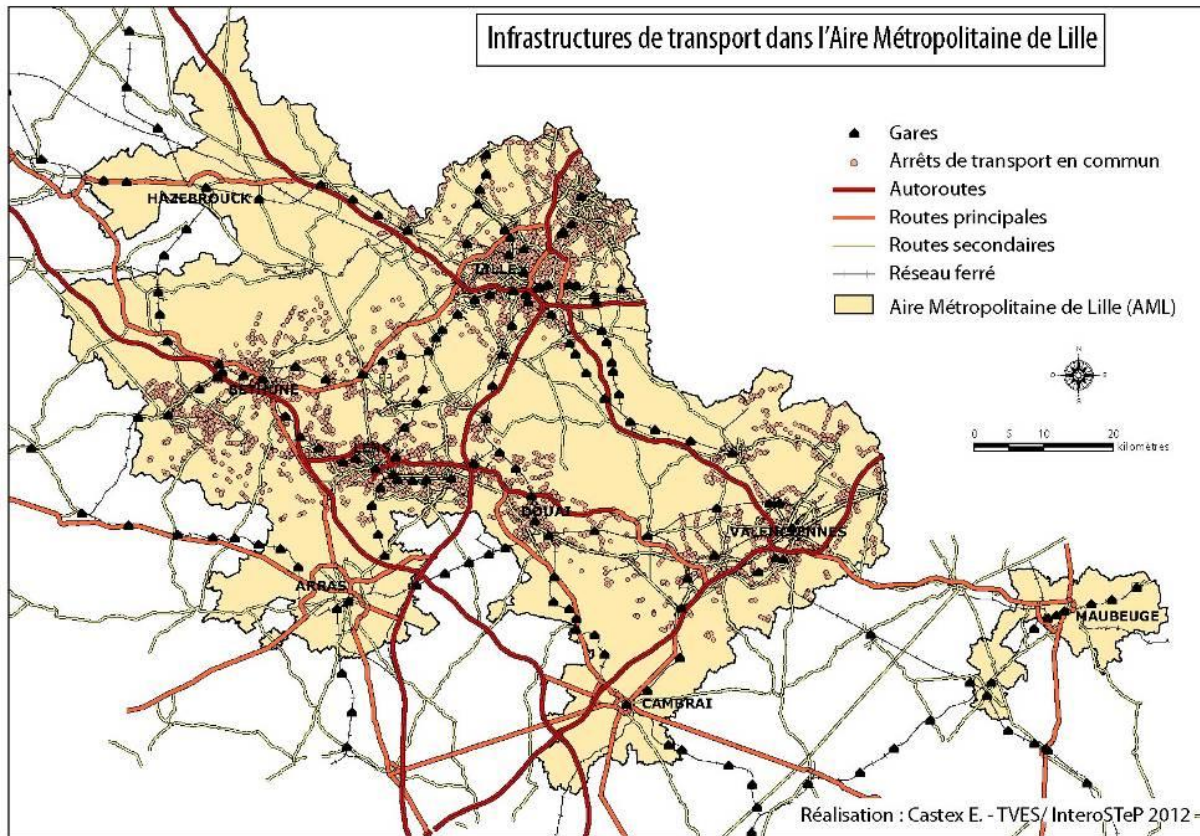 Infrastructures de transport dans l'Aire Métropolitaine de Lille
Gares
Arrêts de transport en commun
Autoroutes
Routes principales
Routes secondaires
Réseau ferré
Aire Métropolitaine de Lille (AML)
N
O
E
S
0 5 10 20
kilomètres
HAZEBROUCK
LILLE
BETHUNE
DOUAI
VALENCIENNES
ARRAS
MAUBEUGE
CAMBRAI
Réalisation : Castex E. - TVES/ InteroSTeP 2012